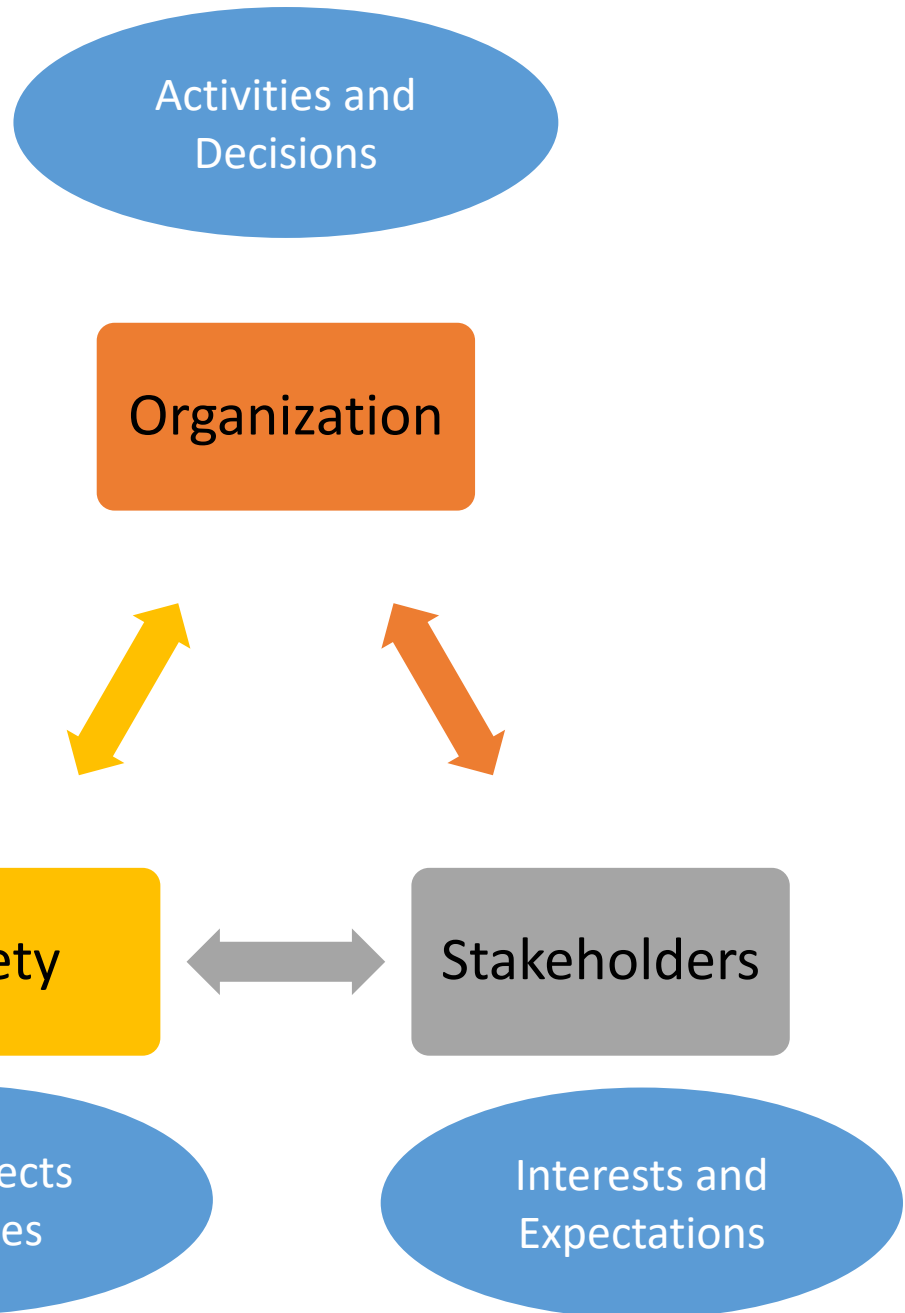 Activities and
Decisions
Organization
ety
Stakeholders
ects
es
Interests and
Expectations